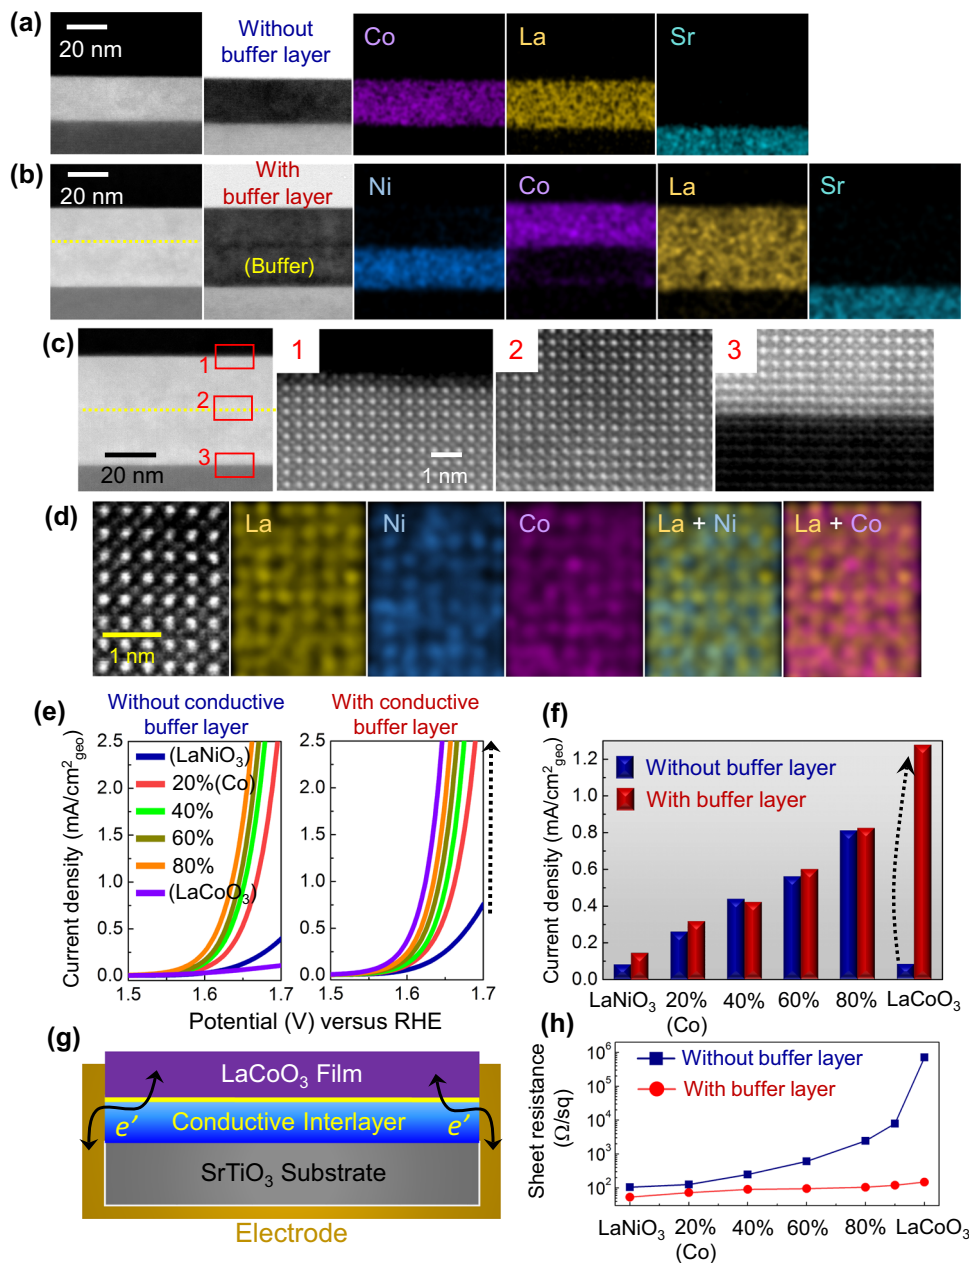 (a)
20 nm
Without
buffer layer
Co
La
Sr
(b)
20 nm
With
buffer layer
(Buffer)
Ni
Co
La
Sr
(c)
1
2
3
20 nm
1
1 nm
2
3
(d)
1 nm
La
Ni
Co
La + Ni
La + Co
(e)
Without conductive
buffer layer
With conductive
buffer layer
Current density (mA/cm²geo)
2.5
2.0
1.5
1.0
0.5
0.0
(LaNiO₃)
20%(Co)
40%
60%
80%
(LaCoO₃)
1.5
1.6
1.7
2.5
2.0
1.5
1.0
0.5
0.0
1.5
1.6
1.7
Potential (V) versus RHE
(f)
Current density (mA/cm²geo)
1.2
0.9
0.6
0.3
0.0
Without buffer layer
With buffer layer
LaNiO₃
20%
(Co)
40%
60%
80%
LaCoO₃
(g)
LaCoO₃ Film
e′
Conductive Interlayer
e′
SrTiO₃ Substrate
Electrode
(h)
Sheet resistance
(Ω/sq)
10⁶
10⁵
10⁴
10³
10²
Without buffer layer
With buffer layer
LaNiO₃
20%
(Co)
40%
60%
80%
LaCoO₃